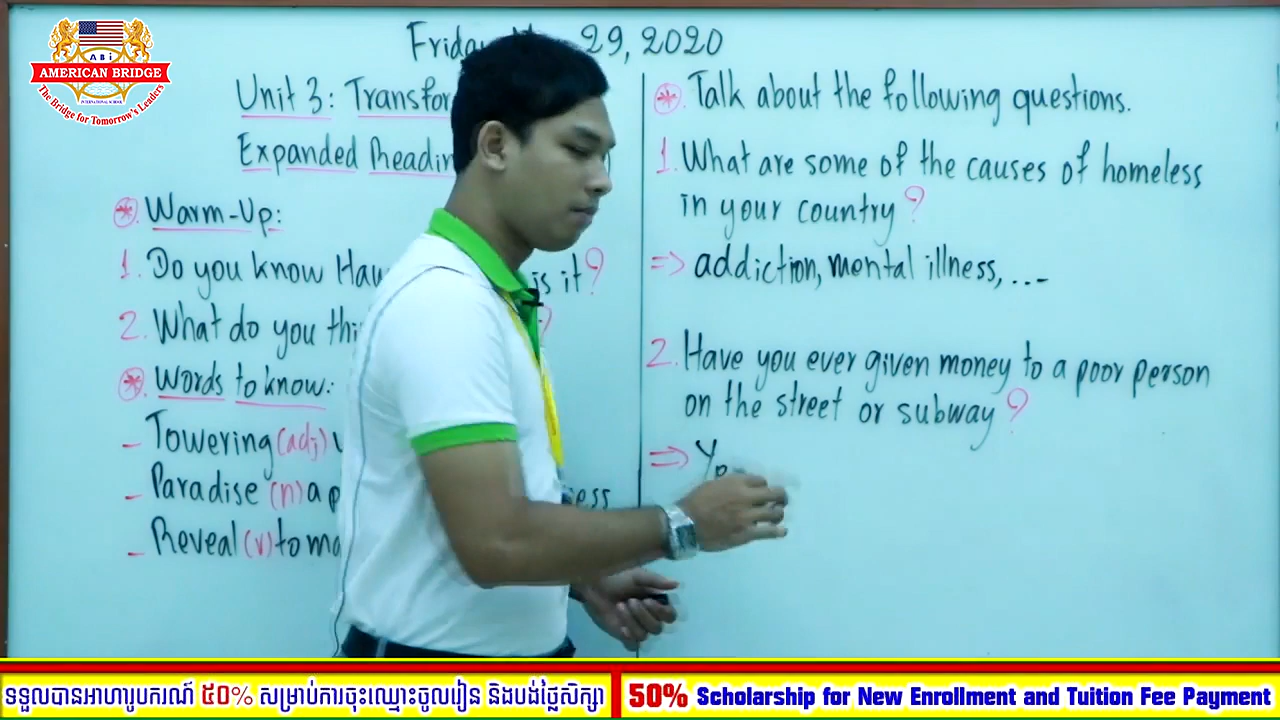 ABi
AMERICAN BRIDGE
INTERNATIONAL SCHOOL
The Bridge for Tomorrow's Leaders
29, 2020
Unit 3:
Expanded
Warm-Up:
1. Do you know is it?
2. What do you
Words to know:
- Towering (adj)
- Paradise (n) a
- Reveal (v) to
Talk about the following questions.
1. What are some of the causes of homeless
in your country?
=> addiction, mental illness, ...
2. Have you ever given money to a poor person
on the street or subway?
=>
ទទួលបានអាហារូបករណ៍ ៥០% សម្រាប់ការចុះឈ្មោះចូលរៀន និងបង់ថ្លៃសិក្សា
50% Scholarship for New Enrollment and Tuition Fee Payment